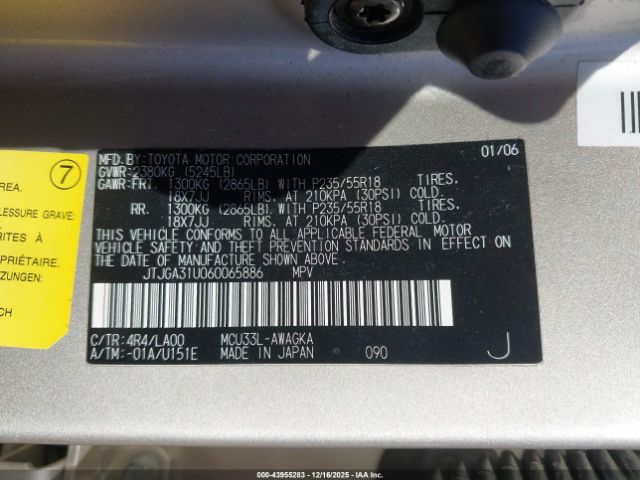 7
REA.
RESSURE GRAVE:
RITES À
PRIÉTAIRE.
ZUNGEN.
CH
MFD.BY:TOYOTA MOTOR CORPORATION 01/06
GVWR:2380KG (5245LB)
GAWR:FRT. 1300KG (2865LB) WITH P235/55R18 TIRES.
18X7JJ RIMS. AT 210KPA (30PSI) COLD.
RR. 1300KG (2865LB) WITH P235/55R18 TIRES.
18X7JJ RIMS. AT 210KPA (30PSI) COLD.
THIS VEHICLE CONFORMS TO ALL APPLICABLE FEDERAL MOTOR
VEHICLE SAFETY AND THEFT PREVENTION STANDARDS IN EFFECT ON
THE DATE OF MANUFACTURE SHOWN ABOVE.
JTJGA31U060065886 MPV
C/TR:4R4/LA00 MCU33L-AWAGKA
A/TM:-01A/U151E MADE IN JAPAN 090 J
000-43955283 - 12/16/2025 - IAAI.CA